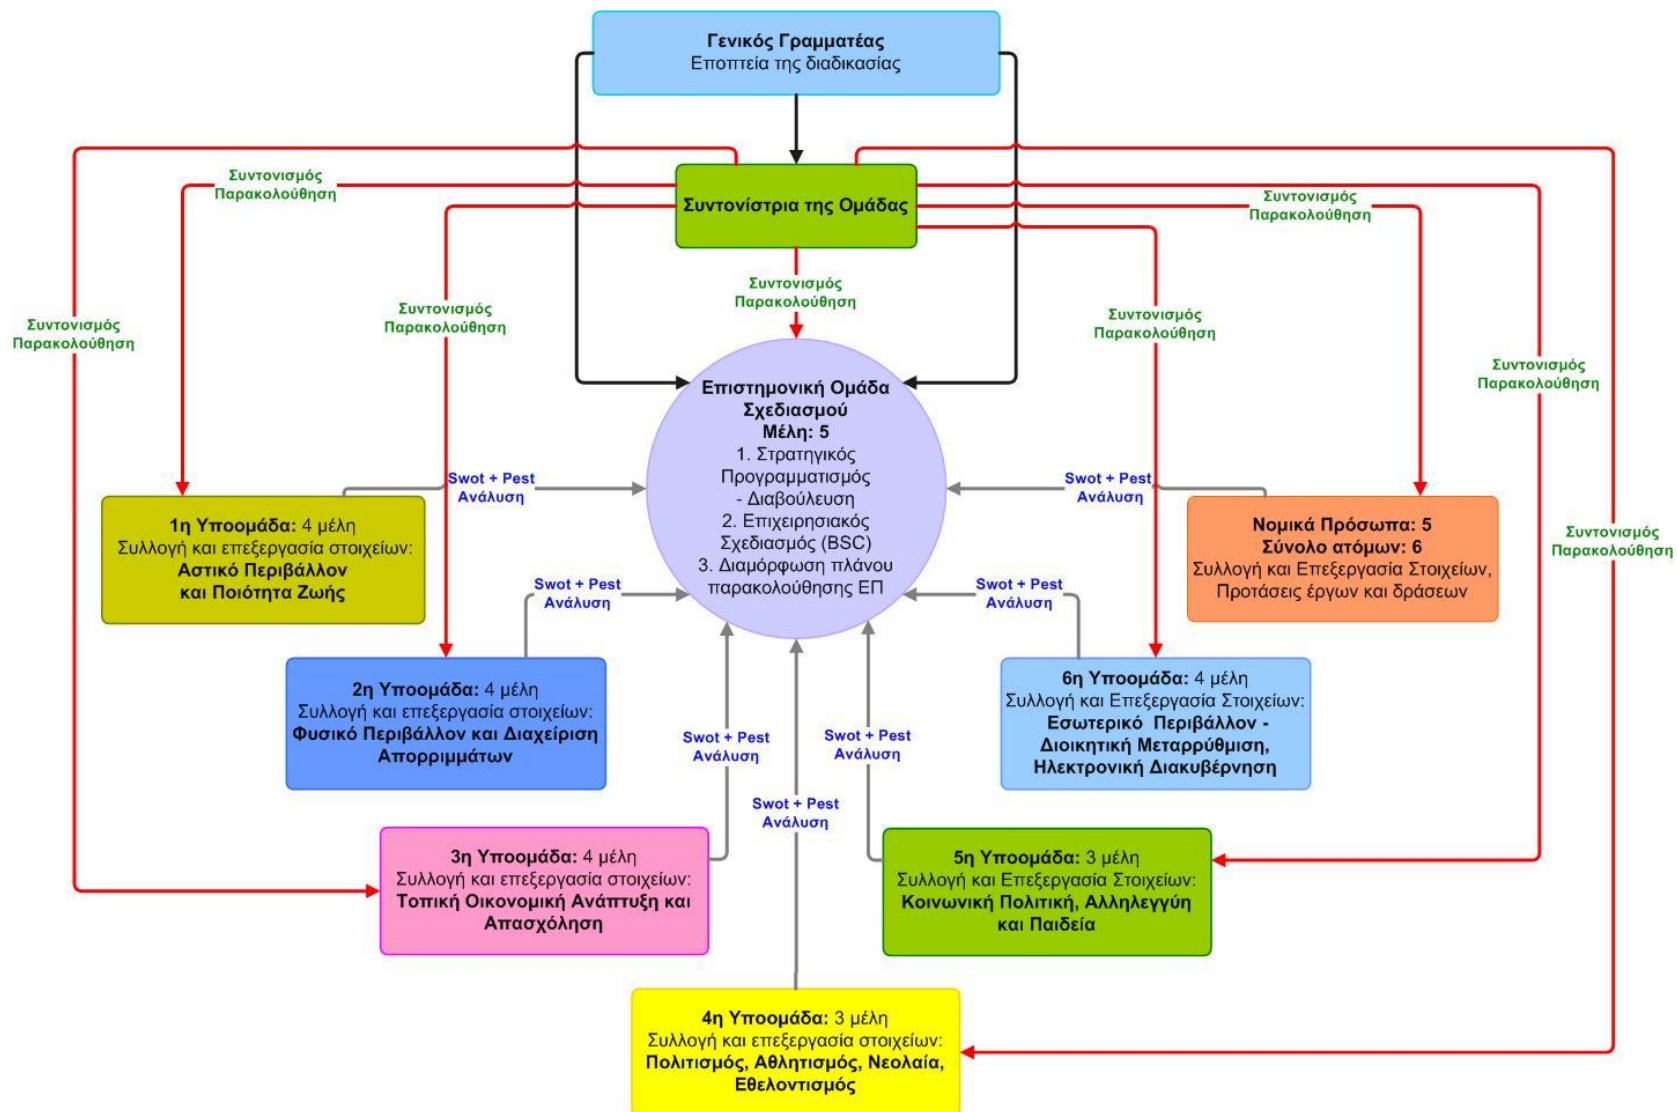 Γενικός Γραμματέας
Εποπτεία της διαδικασίας
Συντονισμός
Παρακολούθηση
Συντονίστρια της Ομάδας
Συντονισμός
Παρακολούθηση
Συντονισμός
Παρακολούθηση
Συντονισμός
Παρακολούθηση
Συντονισμός
Παρακολούθηση
Συντονισμός
Παρακολούθηση
Συντονισμός
Παρακολούθηση
Συντονισμός
Παρακολούθηση
Επιστημονική Ομάδα
Σχεδιασμού
Μέλη: 5
1. Στρατηγικός
Προγραμματισμός
- Διαβούλευση
2. Επιχειρησιακός
Σχεδιασμός (BSC)
3. Διαμόρφωση πλάνου
παρακολούθησης ΕΠ
Swot + Pest
Ανάλυση
Swot + Pest
Ανάλυση
1η Υποομάδα: 4 μέλη
Συλλογή και επεξεργασία στοιχείων:
Αστικό Περιβάλλον
και Ποιότητα Ζωής
Νομικά Πρόσωπα: 5
Σύνολο ατόμων: 6
Συλλογή και Επεξεργασία Στοιχείων,
Προτάσεις έργων και δράσεων
Swot + Pest
Ανάλυση
Swot + Pest
Ανάλυση
2η Υποομάδα: 4 μέλη
Συλλογή και επεξεργασία στοιχείων:
Φυσικό Περιβάλλον και Διαχείριση
Απορριμμάτων
6η Υποομάδα: 4 μέλη
Συλλογή και Επεξεργασία Στοιχείων:
Εσωτερικό Περιβάλλον -
Διοικητική Μεταρρύθμιση,
Ηλεκτρονική Διακυβέρνηση
Swot + Pest
Ανάλυση
Swot + Pest
Ανάλυση
Swot + Pest
Ανάλυση
3η Υποομάδα: 4 μέλη
Συλλογή και επεξεργασία στοιχείων:
Τοπική Οικονομική Ανάπτυξη και
Απασχόληση
5η Υποομάδα: 3 μέλη
Συλλογή και Επεξεργασία Στοιχείων:
Κοινωνική Πολιτική, Αλληλεγγύη
και Παιδεία
4η Υποομάδα: 3 μέλη
Συλλογή και επεξεργασία στοιχείων:
Πολιτισμός, Αθλητισμός, Νεολαία,
Εθελοντισμός